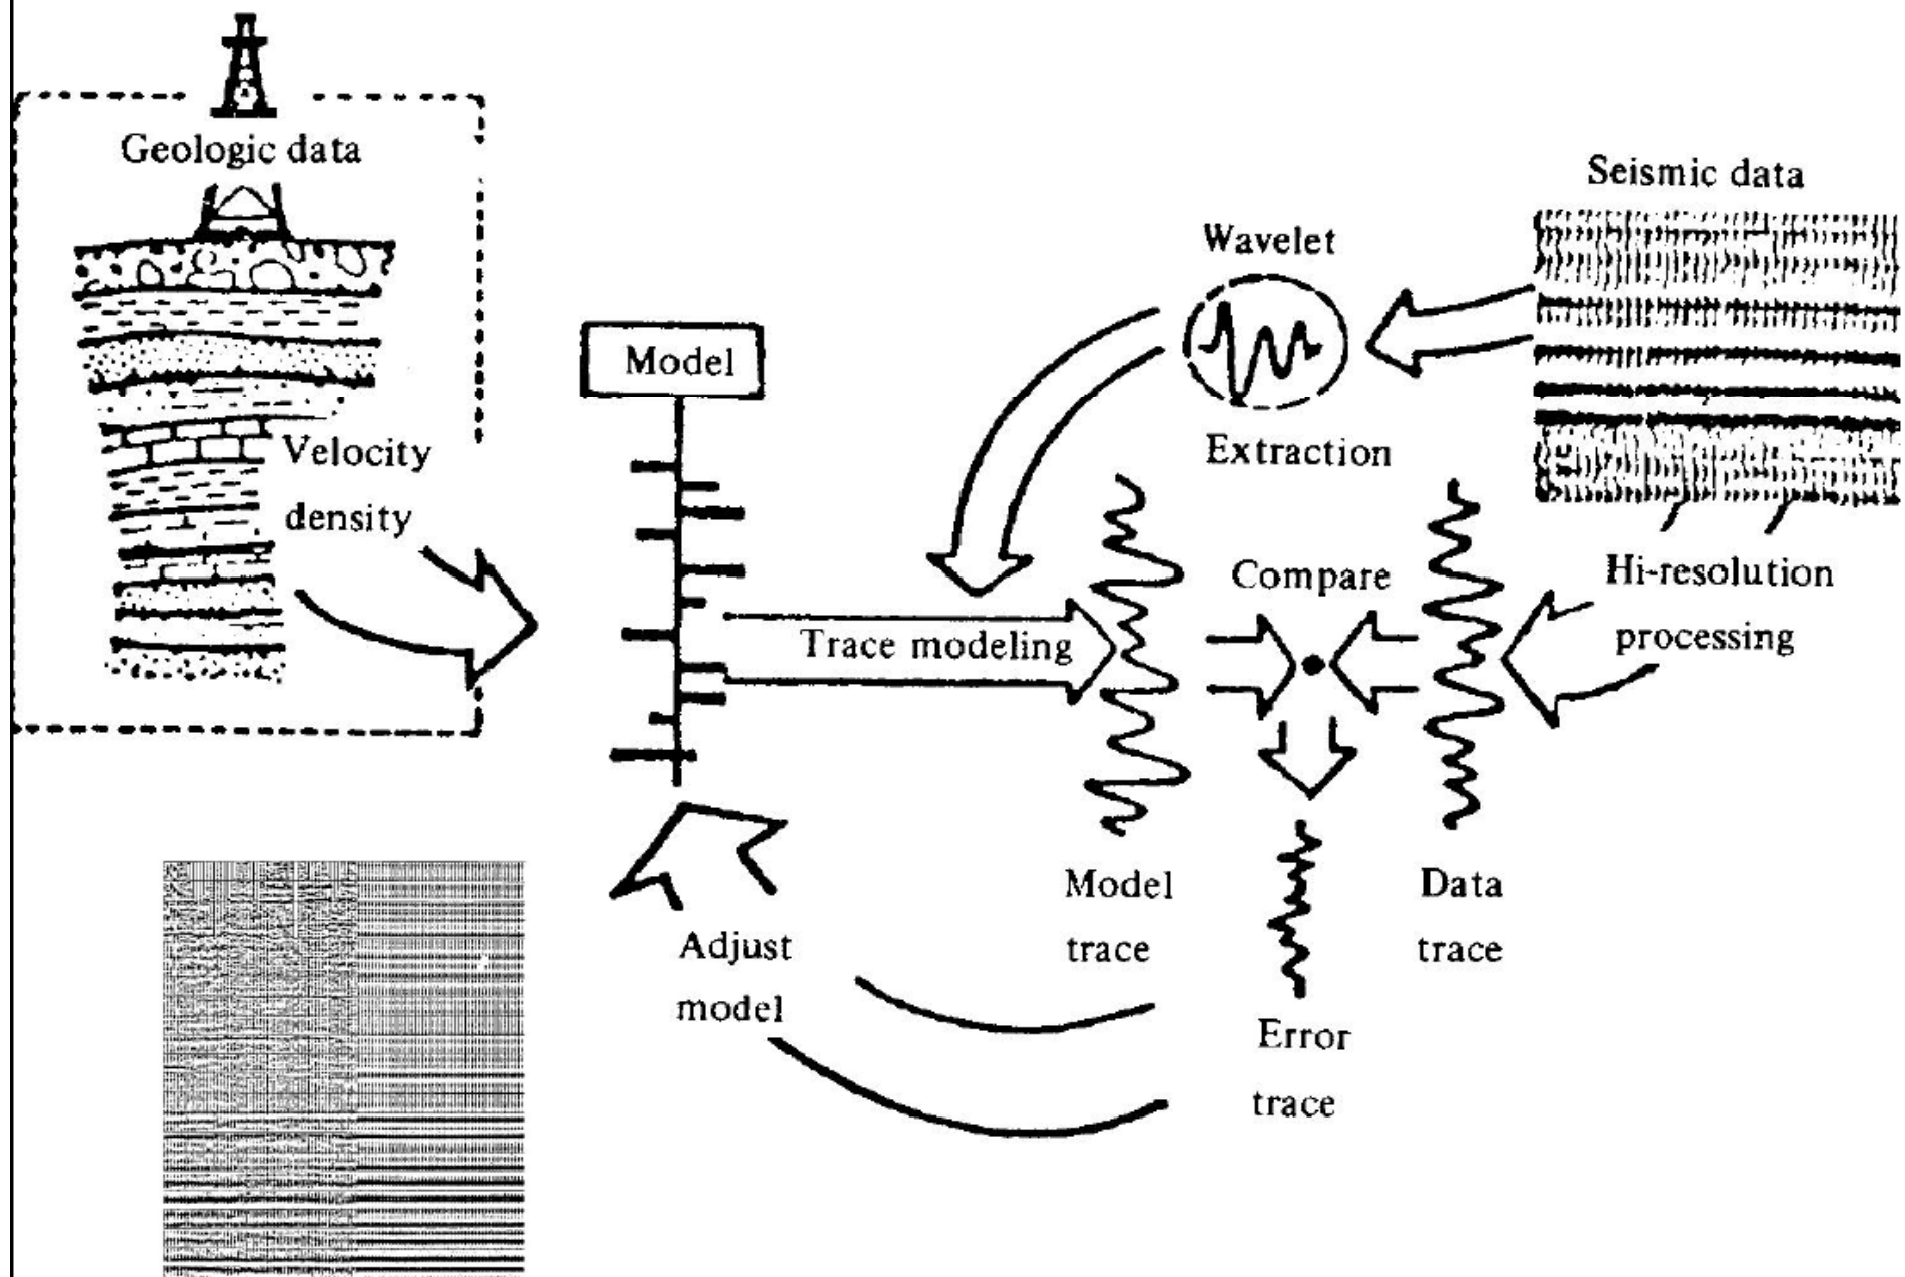 Geologic data
Velocity
density
Model
Trace modeling
Wavelet
Extraction
Seismic data
Hi-resolution
processing
Compare
Model
trace
Data
trace
Error
trace
Adjust
model